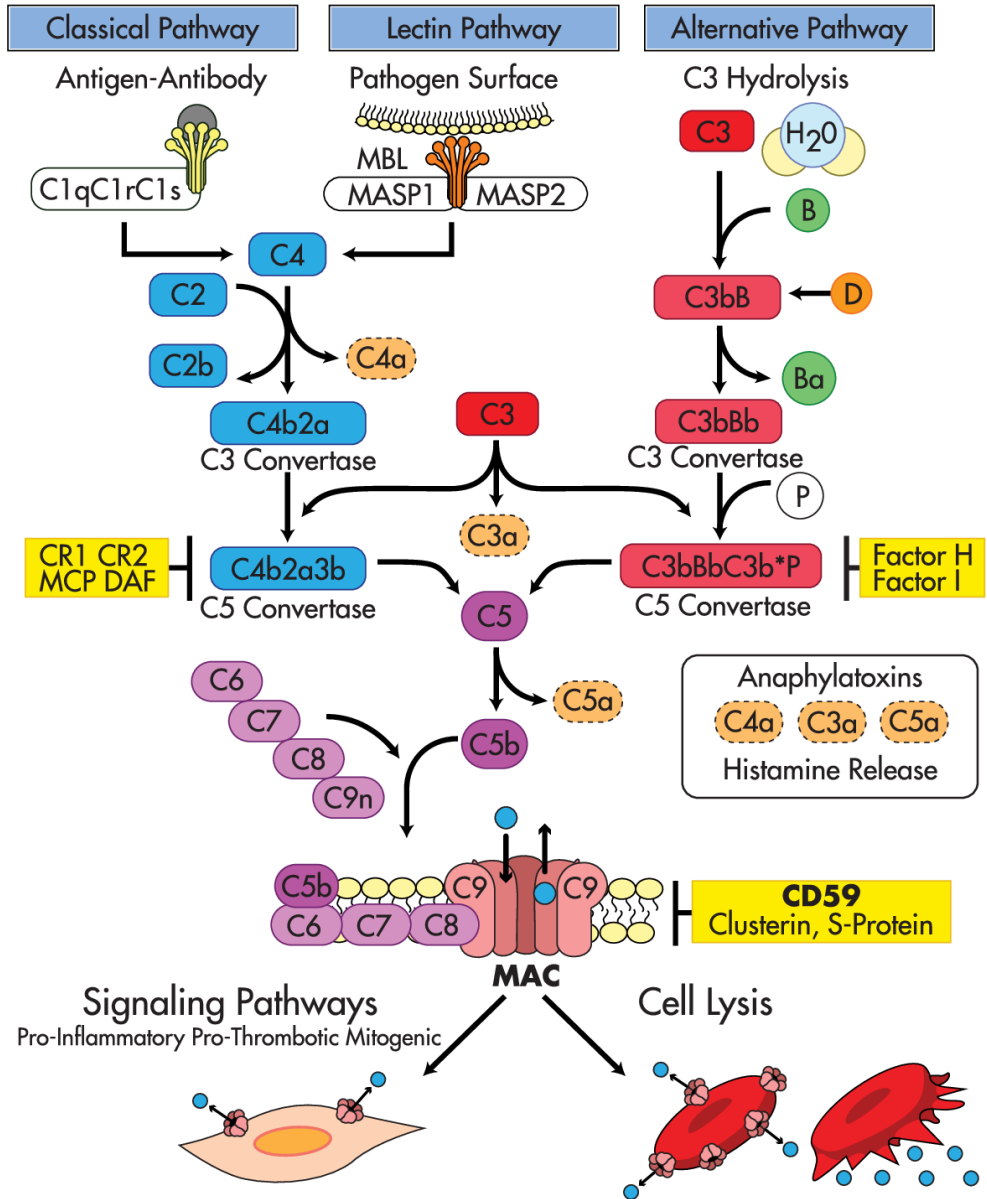 Classical Pathway
Lectin Pathway
Alternative Pathway
Antigen-Antibody
Pathogen Surface
C3 Hydrolysis
C3
H2O
MBL
C1qC1rC1s
MASP1
MASP2
B
C4
C2
C3bB
D
C2b
C4a
Ba
C4b2a
C3 Convertase
C3
C3bBb
C3 Convertase
P
C3a
CR1 CR2
MCP DAF
C4b2a3b
C5 Convertase
C3bBbC3b*P
C5 Convertase
Factor H
Factor I
C5
C6
C7
C8
C9n
C5a
C5b
Anaphylatoxins
C4a
C3a
C5a
Histamine Release
C5b
C6
C7
C8
C9
C9
CD59
Clusterin, S-Protein
MAC
Signaling Pathways
Pro-Inflammatory Pro-Thrombotic Mitogenic
Cell Lysis